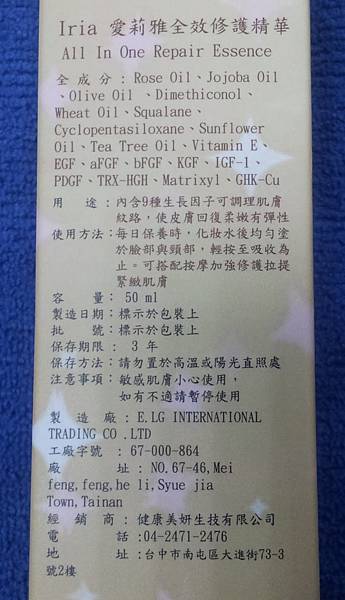 Iria 愛莉雅全效修護精華
All In One Repair Essence
全成分：Rose Oil、Jojoba Oil
、Olive Oil 、Dimethiconol、
Wheat Oil、Squalane、
Cyclopentasiloxane、Sunflower
Oil、Tea Tree Oil、Vitamin E、
EGF、aFGF、bFGF、KGF、IGF-1、
PDGF、TRX-HGH、Matrixyl、GHK-Cu
用　途：內含9種生長因子可調理肌膚
紋路，使皮膚回復柔嫩有彈性
使用方法：每日保養時，化妝水後均勻塗
於臉部與頸部，輕按至吸收為
止。可搭配按摩加強修護拉提
緊緻肌膚
容　　量： 50 ml
製造日期：標示於包裝上
批　　號：標示於包裝上
保存期限： 3 年
保存方法：請勿置於高溫或陽光直照處
注意事項：敏感肌膚小心使用，
如有不適請暫停使用
製 造 廠：E.LG INTERNATIONAL
TRADING CO .LTD
工廠字號 ：67-000-864
廠　　址 ：NO.67-46,Mei
feng,feng,he li,Syue jia
Town,Tainan
經 銷 商：健康美妍生技有限公司
電　　話 :04-2471-2476
地　　址 :台中市南屯區大進街73-3
號2樓